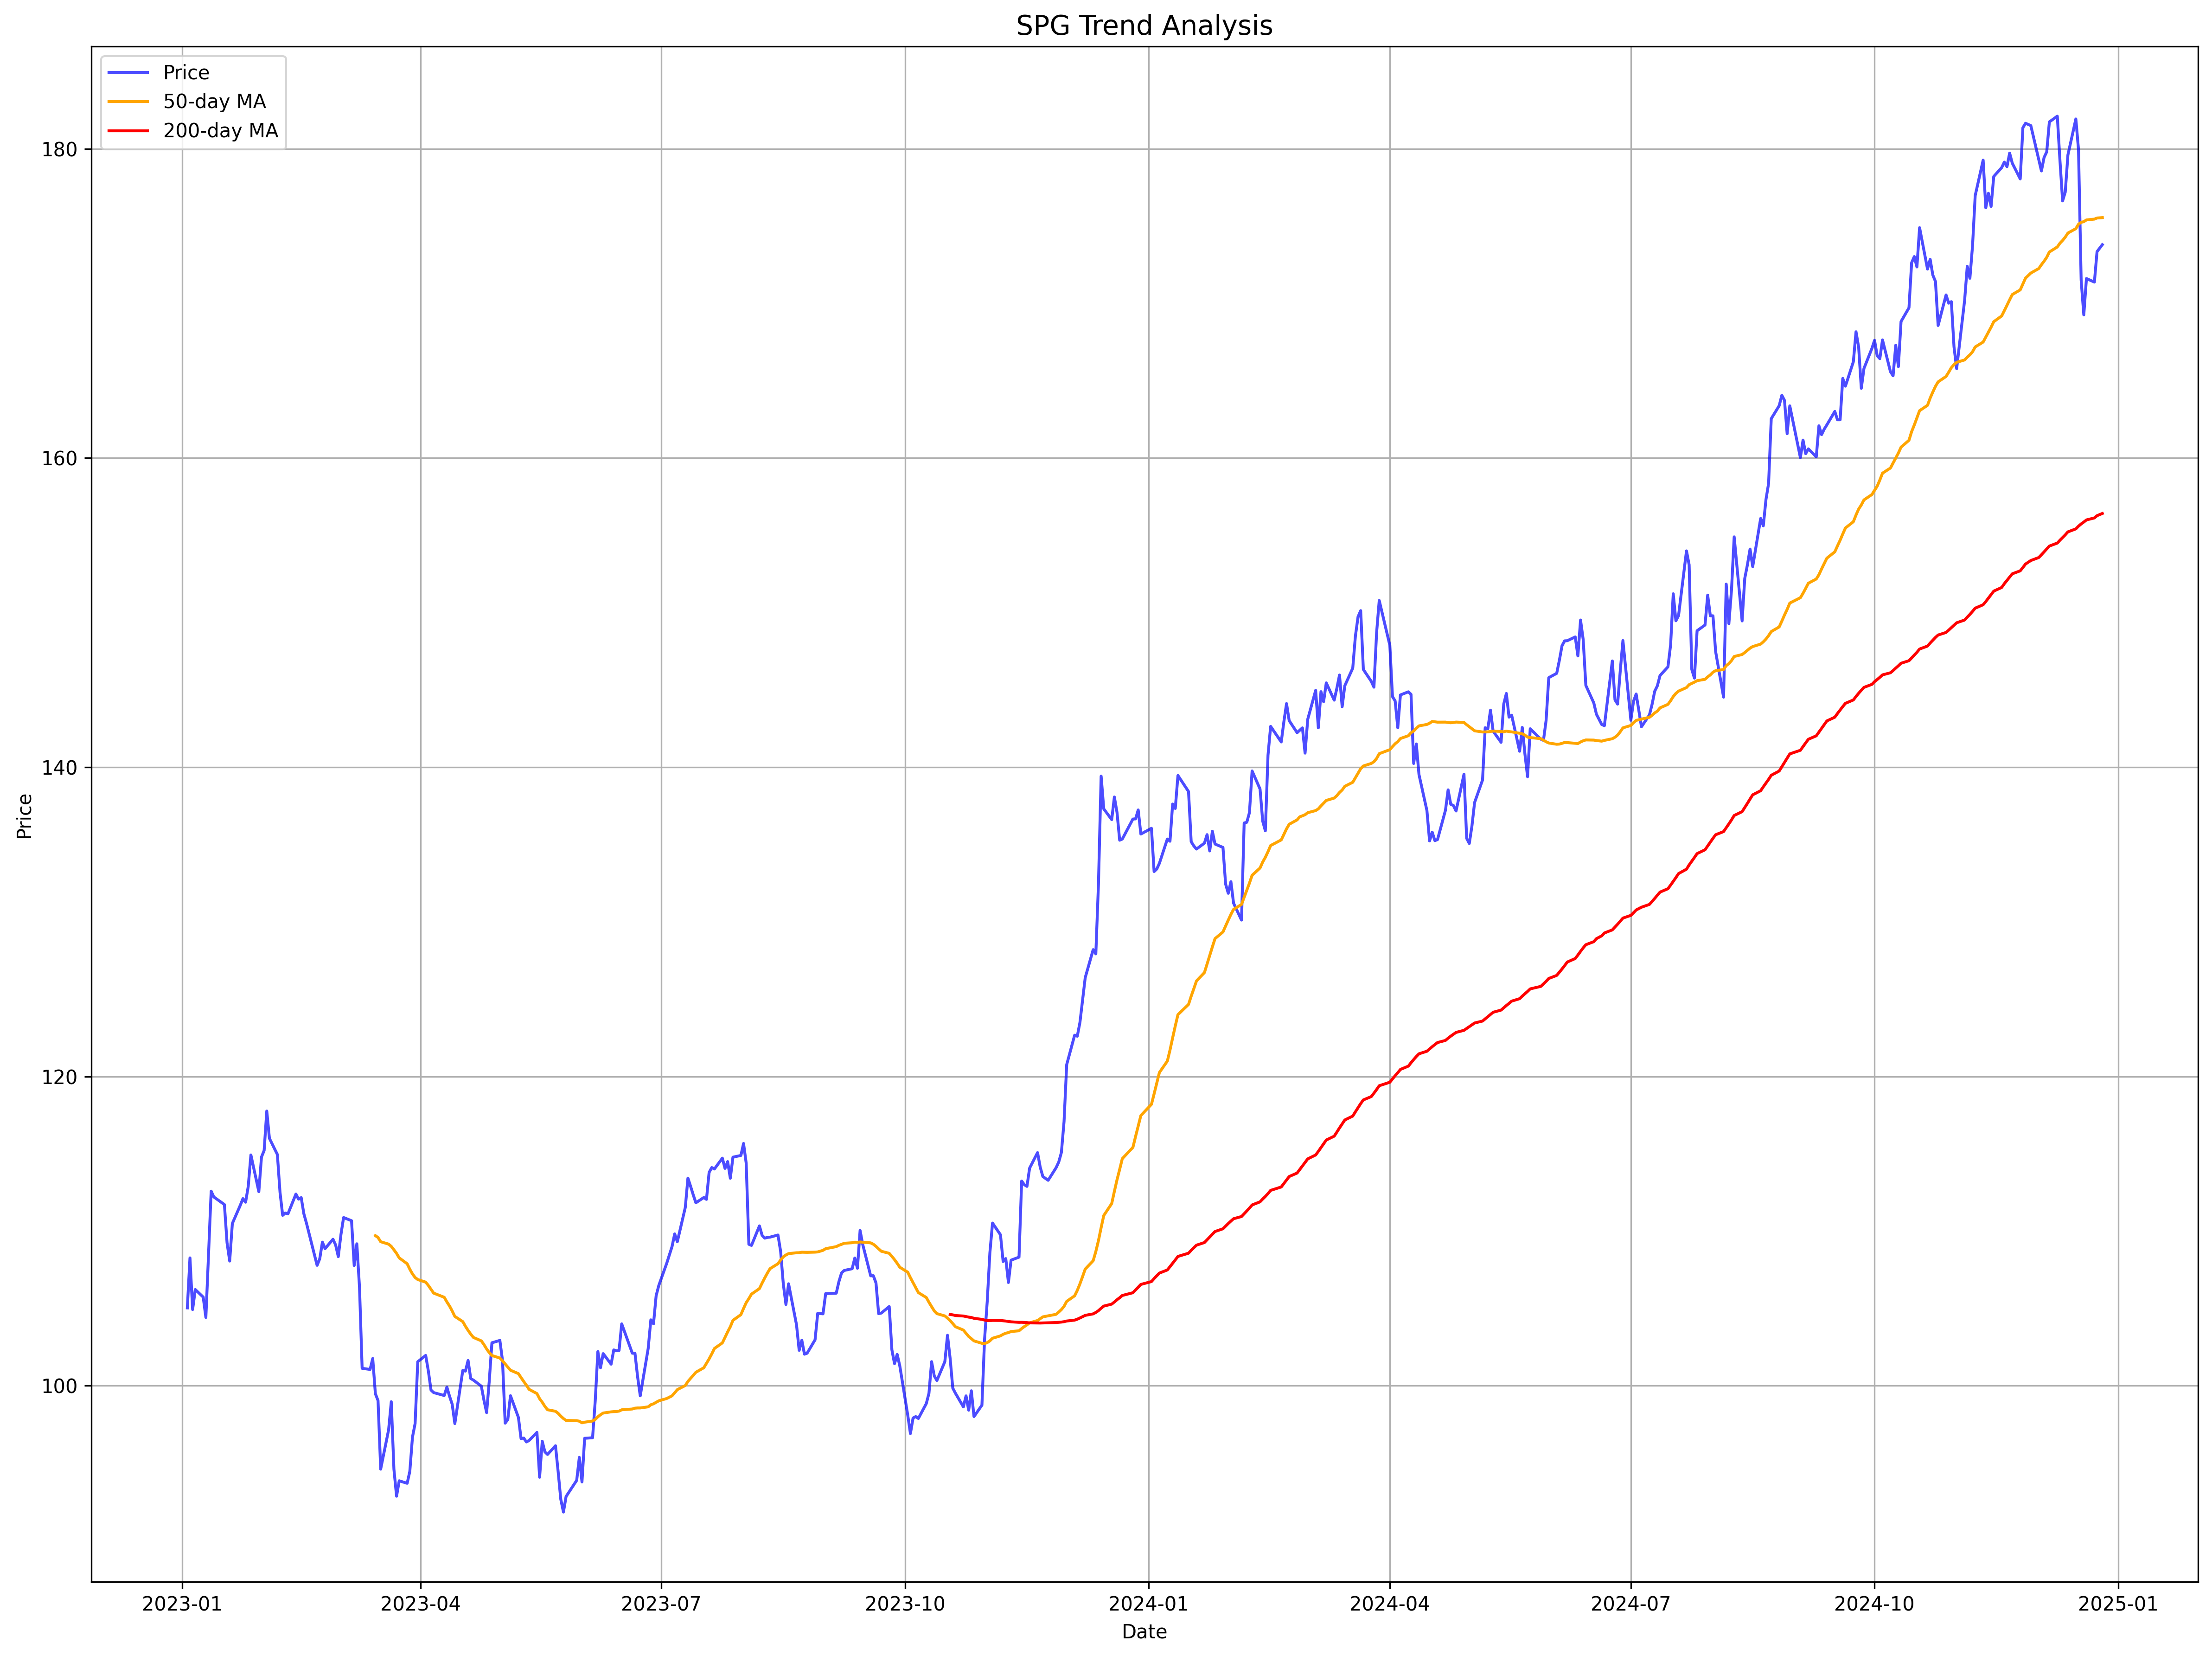 SPG Trend Analysis
Price
50-day MA
200-day MA
180
160
140
120
100
Price
2023-01
2023-04
2023-07
2023-10
2024-01
2024-04
2024-07
2024-10
2025-01
Date